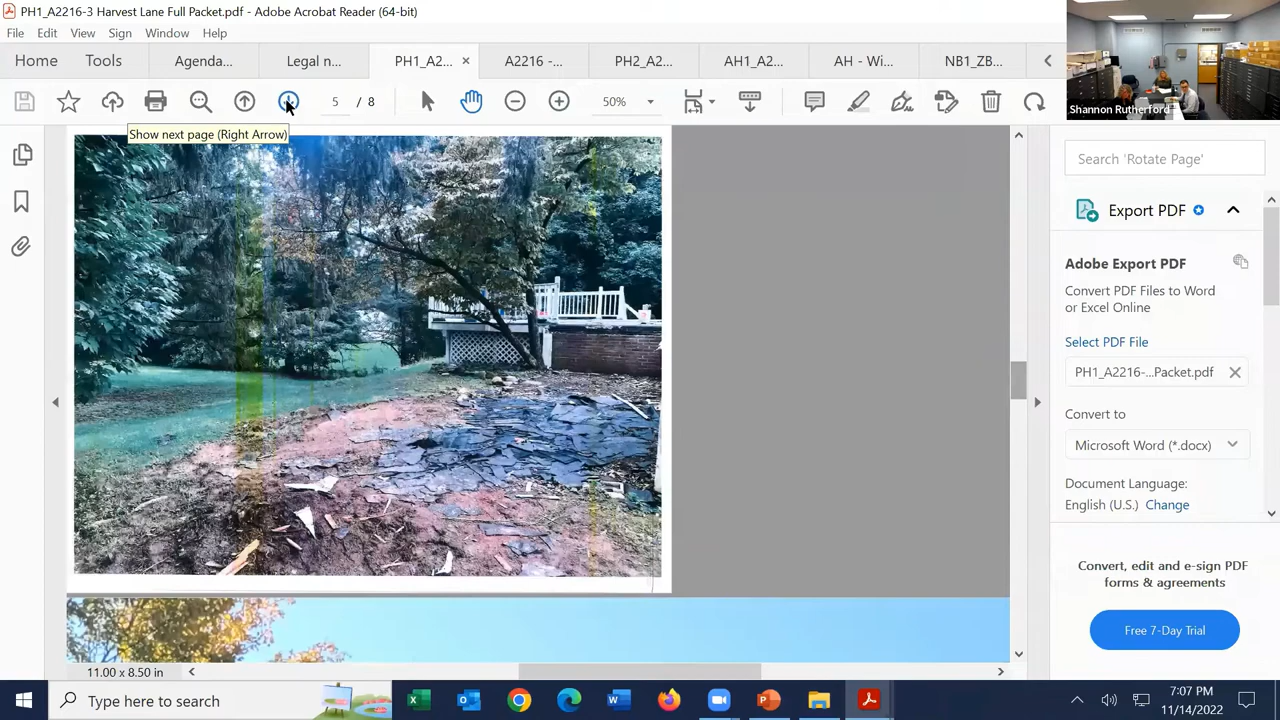 PH1_A2216-3 Harvest Lane Full Packet.pdf - Adobe Acrobat Reader (64-bit)
File Edit View Sign Window Help
Home Tools Agenda... Legal n... PH1_A2... A2216 -... PH2_A2... AH1_A2... AH - Wi... NB1_ZB...
5 / 8 50%
Show next page (Right Arrow)
Shannon Rutherford
Search 'Rotate Page'
Export PDF
Adobe Export PDF
Convert PDF Files to Word
or Excel Online
Select PDF File
PH1_A2216-...Packet.pdf
Convert to
Microsoft Word (*.docx)
Document Language:
English (U.S.) Change
Convert, edit and e-sign PDF
forms & agreements
Free 7-Day Trial
11.00 x 8.50 in
Type here to search
7:07 PM
11/14/2022